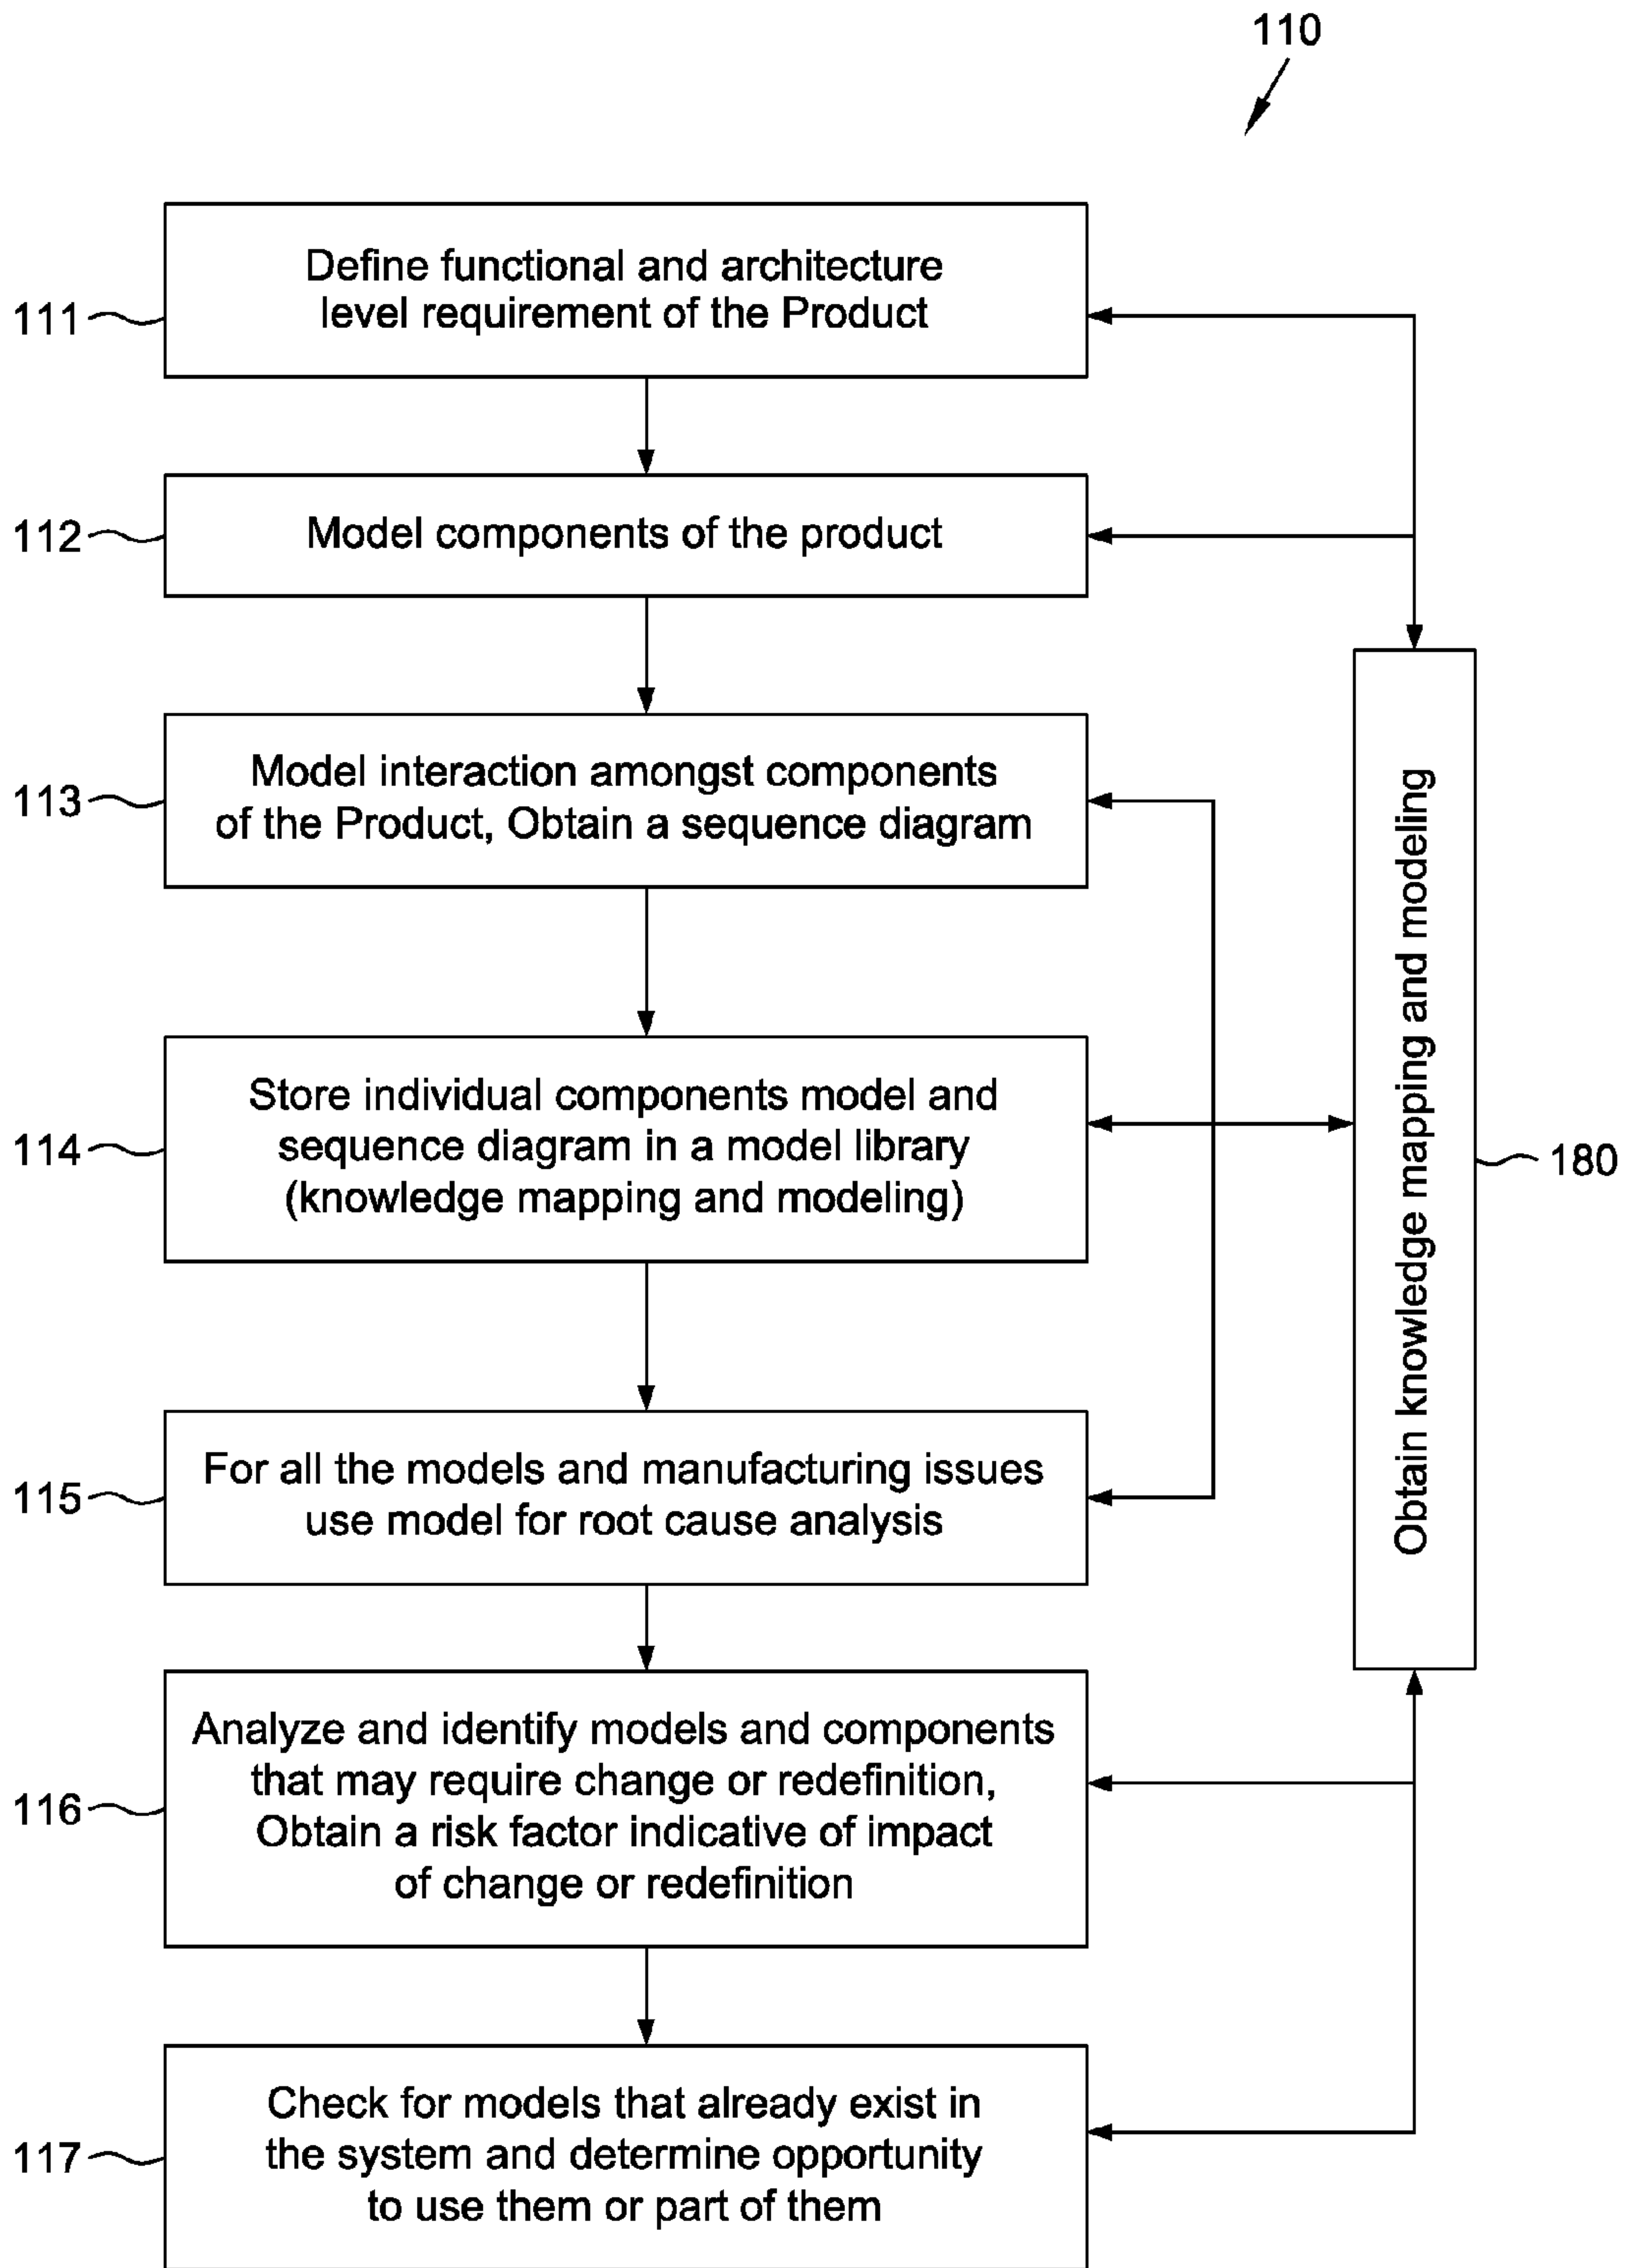 110
111
Define functional and architecture
level requirement of the Product
112
Model components of the product
113
Model interaction amongst components
of the Product, Obtain a sequence diagram
114
Store individual components model and
sequence diagram in a model library
(knowledge mapping and modeling)
Obtain knowledge mapping and modeling
180
115
For all the models and manufacturing issues
use model for root cause analysis
116
Analyze and identify models and components
that may require change or redefinition,
Obtain a risk factor indicative of impact
of change or redefinition
117
Check for models that already exist in
the system and determine opportunity
to use them or part of them